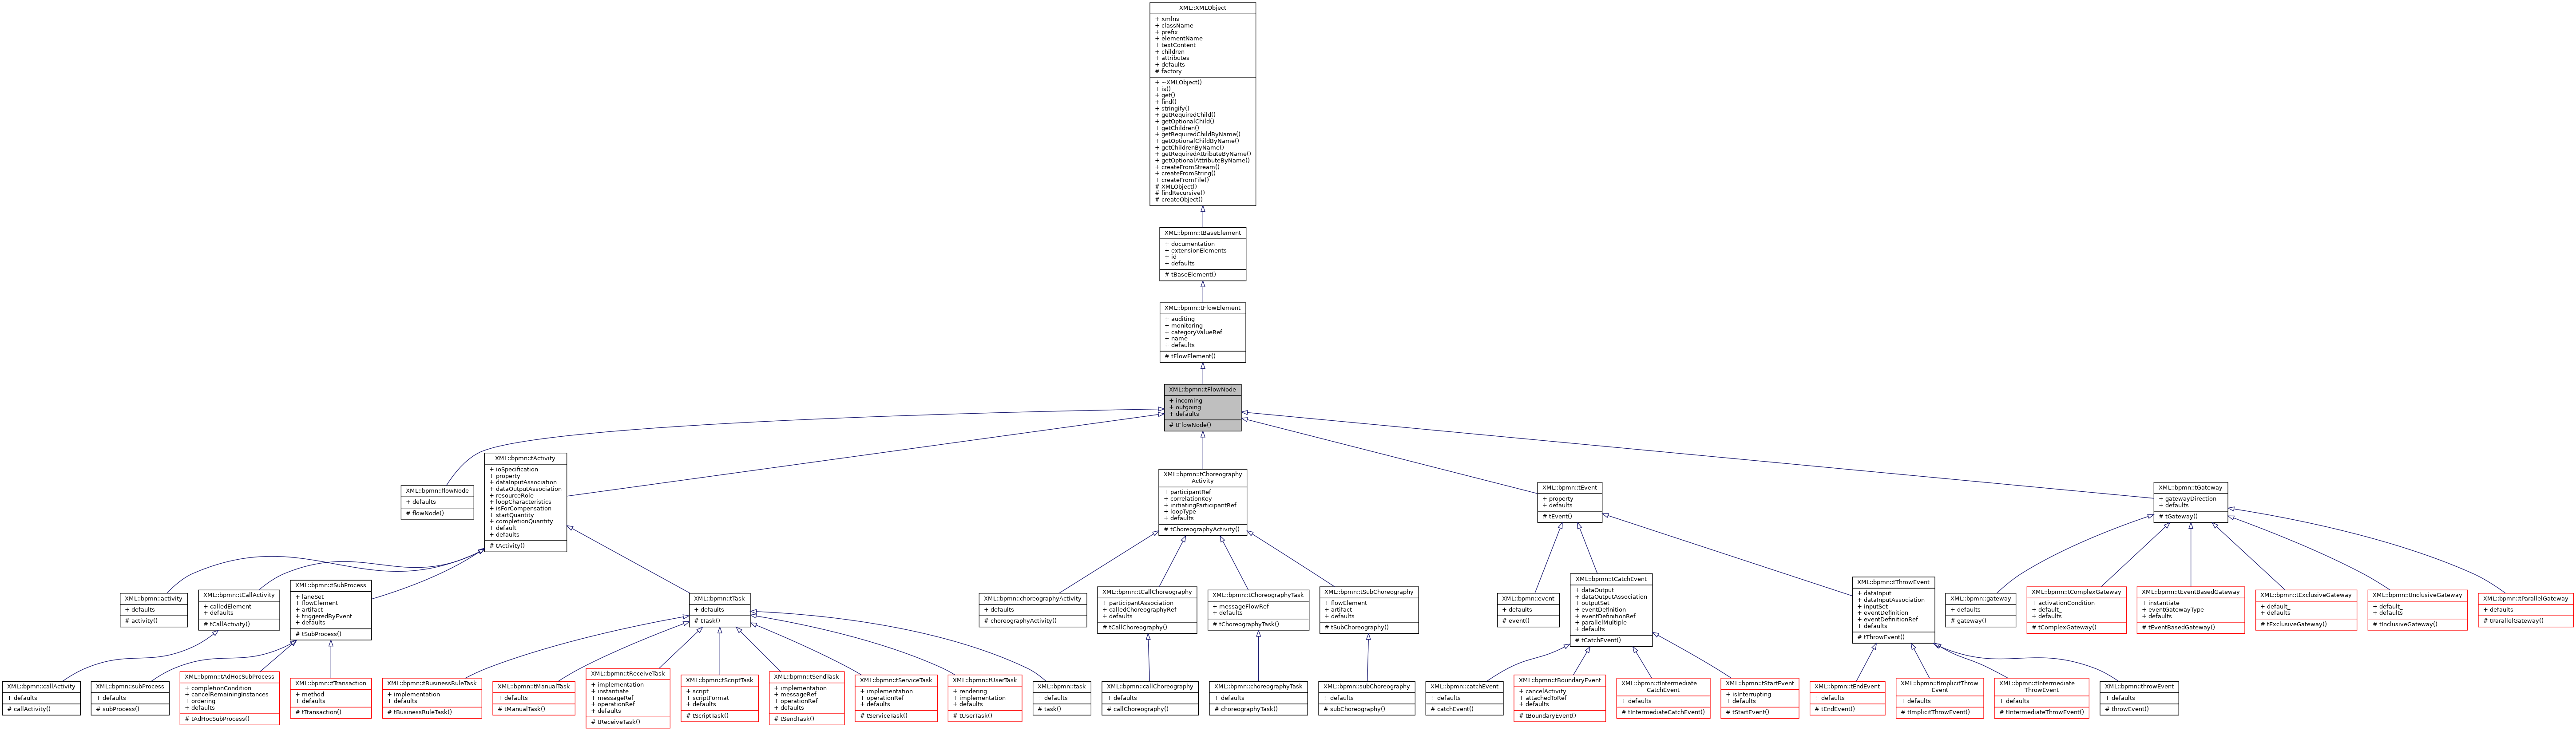 XML::XMLObject
+ xmlns
+ className
+ prefix
+ elementName
+ textContent
+ children
+ attributes
+ defaults
# factory
+ ~XMLObject()
+ is()
+ get()
+ find()
+ stringify()
+ getRequiredChild()
+ getOptionalChild()
+ getChildren()
+ getRequiredChildByName()
+ getOptionalChildByName()
+ getChildrenByName()
+ getRequiredAttributeByName()
+ getOptionalAttributeByName()
+ createFromStream()
+ createFromString()
+ createFromFile()
# XMLObject()
# findRecursive()
# createObject()
XML::bpmn::tBaseElement
+ documentation
+ extensionElements
+ id
+ defaults
# tBaseElement()
XML::bpmn::tFlowElement
+ auditing
+ monitoring
+ categoryValueRef
+ name
+ defaults
# tFlowElement()
XML::bpmn::tFlowNode
+ incoming
+ outgoing
+ defaults
# tFlowNode()
XML::bpmn::flowNode
+ defaults
# flowNode()
XML::bpmn::tActivity
+ ioSpecification
+ property
+ dataInputAssociation
+ dataOutputAssociation
+ resourceRole
+ loopCharacteristics
+ isForCompensation
+ startQuantity
+ completionQuantity
+ default_
+ defaults
# tActivity()
XML::bpmn::tChoreography
Activity
+ participantRef
+ correlationKey
+ initiatingParticipantRef
+ loopType
+ defaults
# tChoreographyActivity()
XML::bpmn::tEvent
+ property
+ defaults
# tEvent()
XML::bpmn::tGateway
+ gatewayDirection
+ defaults
# tGateway()
XML::bpmn::activity
+ defaults
# activity()
XML::bpmn::tCallActivity
+ calledElement
+ defaults
# tCallActivity()
XML::bpmn::tSubProcess
+ laneSet
+ flowElement
+ artifact
+ triggeredByEvent
+ defaults
# tSubProcess()
XML::bpmn::tTask
+ defaults
# tTask()
XML::bpmn::choreographyActivity
+ defaults
# choreographyActivity()
XML::bpmn::tCallChoreography
+ participantAssociation
+ calledChoreographyRef
+ defaults
# tCallChoreography()
XML::bpmn::tChoreographyTask
+ messageFlowRef
+ defaults
# tChoreographyTask()
XML::bpmn::tSubChoreography
+ flowElement
+ artifact
+ defaults
# tSubChoreography()
XML::bpmn::event
+ defaults
# event()
XML::bpmn::tCatchEvent
+ dataOutput
+ dataOutputAssociation
+ outputSet
+ eventDefinition
+ eventDefinitionRef
+ parallelMultiple
+ defaults
# tCatchEvent()
XML::bpmn::tThrowEvent
+ dataInput
+ dataInputAssociation
+ inputSet
+ eventDefinition
+ eventDefinitionRef
+ defaults
# tThrowEvent()
XML::bpmn::gateway
+ defaults
# gateway()
XML::bpmn::tComplexGateway
+ activationCondition
+ default_
+ defaults
# tComplexGateway()
XML::bpmn::tEventBasedGateway
+ instantiate
+ eventGatewayType
+ defaults
# tEventBasedGateway()
XML::bpmn::tExclusiveGateway
+ default_
+ defaults
# tExclusiveGateway()
XML::bpmn::tInclusiveGateway
+ default_
+ defaults
# tInclusiveGateway()
XML::bpmn::tParallelGateway
+ defaults
# tParallelGateway()
XML::bpmn::callActivity
+ defaults
# callActivity()
XML::bpmn::subProcess
+ defaults
# subProcess()
XML::bpmn::tAdHocSubProcess
+ completionCondition
+ cancelRemainingInstances
+ ordering
+ defaults
# tAdHocSubProcess()
XML::bpmn::tTransaction
+ method
+ defaults
# tTransaction()
XML::bpmn::tBusinessRuleTask
+ implementation
+ defaults
# tBusinessRuleTask()
XML::bpmn::tManualTask
+ defaults
# tManualTask()
XML::bpmn::tReceiveTask
+ implementation
+ instantiate
+ messageRef
+ operationRef
+ defaults
# tReceiveTask()
XML::bpmn::tScriptTask
+ script
+ scriptFormat
+ defaults
# tScriptTask()
XML::bpmn::tSendTask
+ implementation
+ messageRef
+ operationRef
+ defaults
# tSendTask()
XML::bpmn::tServiceTask
+ implementation
+ operationRef
+ defaults
# tServiceTask()
XML::bpmn::tUserTask
+ rendering
+ implementation
+ defaults
# tUserTask()
XML::bpmn::task
+ defaults
# task()
XML::bpmn::callChoreography
+ defaults
# callChoreography()
XML::bpmn::choreographyTask
+ defaults
# choreographyTask()
XML::bpmn::subChoreography
+ defaults
# subChoreography()
XML::bpmn::catchEvent
+ defaults
# catchEvent()
XML::bpmn::tBoundaryEvent
+ cancelActivity
+ attachedToRef
+ defaults
# tBoundaryEvent()
XML::bpmn::tIntermediate
CatchEvent
+ defaults
# tIntermediateCatchEvent()
XML::bpmn::tStartEvent
+ isInterrupting
+ defaults
# tStartEvent()
XML::bpmn::tEndEvent
+ defaults
# tEndEvent()
XML::bpmn::tImplicitThrow
Event
+ defaults
# tImplicitThrowEvent()
XML::bpmn::tIntermediate
ThrowEvent
+ defaults
# tIntermediateThrowEvent()
XML::bpmn::throwEvent
+ defaults
# throwEvent()